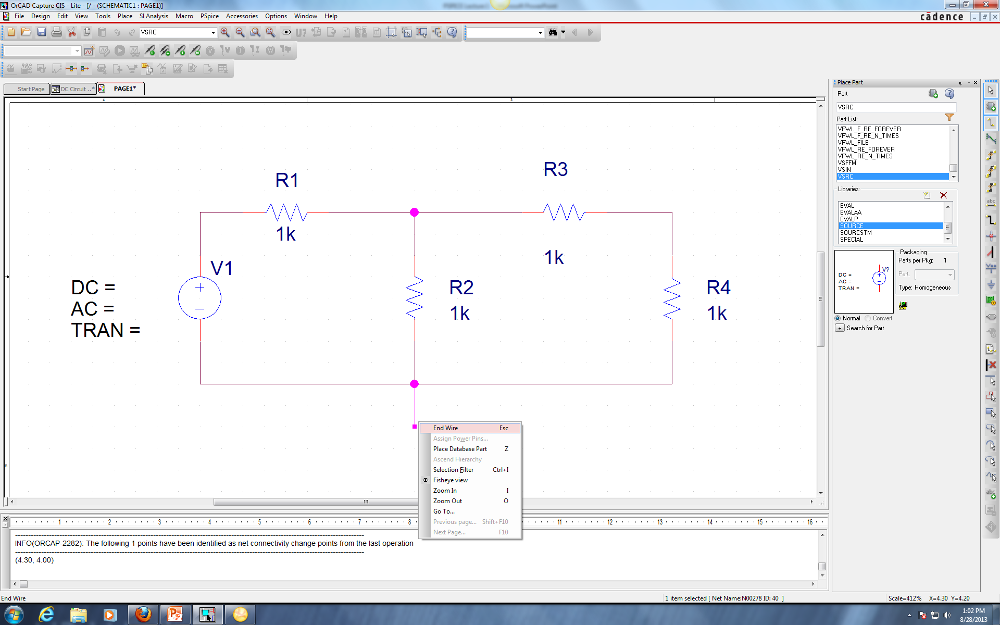 OrCAD Capture CIS - Lite - [/ - (SCHEMATIC1 : PAGE1)]
File Design Edit View Tools Place SI Analysis Macro PSpice Accessories Options Window Help
cādence
VSRC
Start Page
DC Circuit ..*
PAGE1*
4 3
R1
1k
R3
1k
V1
DC =
AC =
TRAN =
R2
1k
R4
1k
B
End Wire Esc
Assign Power Pins...
Place Database Part Z
Ascend Hierarchy
Selection Filter Ctrl+I
Fisheye view
Zoom In I
Zoom Out O
Go To...
Previous page... Shift+F10
Next Page... F10
Place Part
Part
VSRC
Part List:
VPWL_F_RE_FOREVER
VPWL_F_RE_N_TIMES
VPWL_FILE
VPWL_RE_FOREVER
VPWL_RE_N_TIMES
VSFFM
VSIN
VSRC
Libraries:
EVAL
EVALAA
EVALP
SOURCE
SOURCSTM
SPECIAL
DC =
AC =
TRAN =
V?
Packaging
Parts per Pkg: 1
Part:
Type: Homogeneous
Normal Convert
Search for Part
abc
abc
1 2 3 4 5 6 7 8 11 12 13 14 15 16
INFO(ORCAP-2282): The following 1 points have been identified as net connectivity change points from the last operation
(4.30, 4.00)
End Wire
1 item selected [ Net Name:N00278 ID: 40 ]
Scale=412% X=4.30 Y=4.20
1:02 PM
8/28/2013